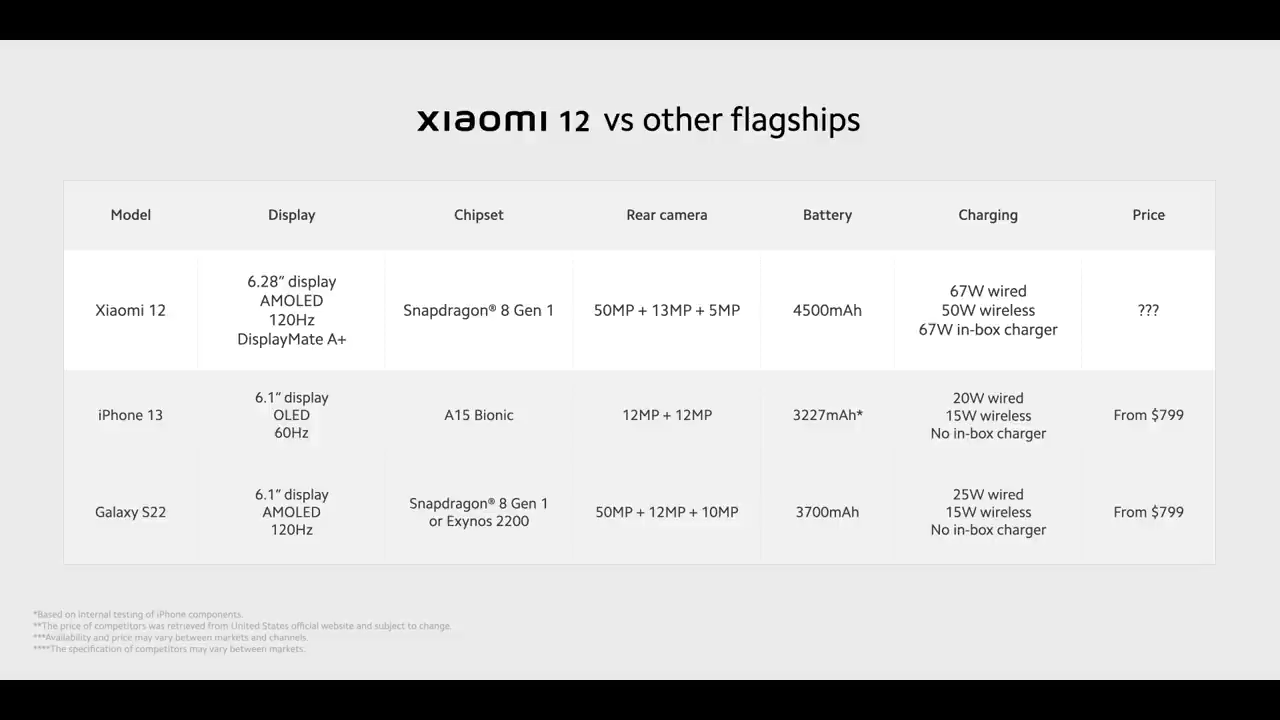 xiaomi 12 vs other flagships
Model Display Chipset Rear camera Battery Charging Price
Xiaomi 12
6.28” display
AMOLED
120Hz
DisplayMate A+
Snapdragon® 8 Gen 1
50MP + 13MP + 5MP
4500mAh
67W wired
50W wireless
67W in-box charger
???
iPhone 13
6.1” display
OLED
60Hz
A15 Bionic
12MP + 12MP
3227mAh*
20W wired
15W wireless
No in-box charger
From $799
Galaxy S22
6.1” display
AMOLED
120Hz
Snapdragon® 8 Gen 1
or Exynos 2200
50MP + 12MP + 10MP
3700mAh
25W wired
15W wireless
No in-box charger
From $799
*Based on internal testing of iPhone components.
**The price of competitors was retrieved from United States official website and subject to change.
***Availability and price may vary between markets and channels.
****The specification of competitors may vary between markets.